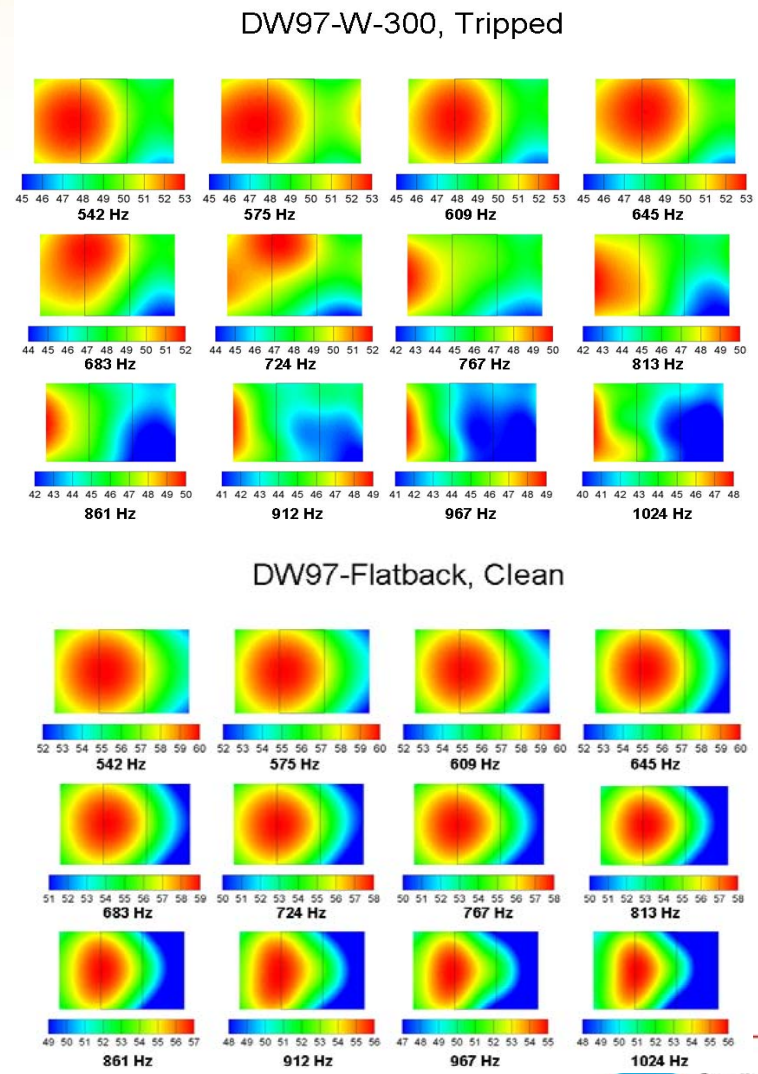 DW97-W-300, Tripped
45 46 47 48 49 50 51 52 53 45 46 47 48 49 50 51 52 53 45 46 47 48 49 50 51 52 53 45 46 47 48 49 50 51 52 53
542 Hz 575 Hz 609 Hz 645 Hz
44 45 46 47 48 49 50 51 52 44 45 46 47 48 49 50 51 52 42 43 44 45 46 47 48 49 50 42 43 44 45 46 47 48 49 50
683 Hz 724 Hz 767 Hz 813 Hz
42 43 44 45 46 47 48 49 50 41 42 43 44 45 46 47 48 49 41 42 43 44 45 46 47 48 49 40 41 42 43 44 45 46 47 48
861 Hz 912 Hz 967 Hz 1024 Hz
DW97-Flatback, Clean
52 53 54 55 56 57 58 59 60 52 53 54 55 56 57 58 59 60 52 53 54 55 56 57 58 59 60 52 53 54 55 56 57 58 59 60
542 Hz 575 Hz 609 Hz 645 Hz
51 52 53 54 55 56 57 58 59 50 51 52 53 54 55 56 57 58 50 51 52 53 54 55 56 57 58 50 51 52 53 54 55 56 57 58
683 Hz 724 Hz 767 Hz 813 Hz
49 50 51 52 53 54 55 56 57 48 49 50 51 52 53 54 55 56 47 48 49 50 51 52 53 54 55 48 49 50 51 52 53 54 55 56
861 Hz 912 Hz 967 Hz 1024 Hz